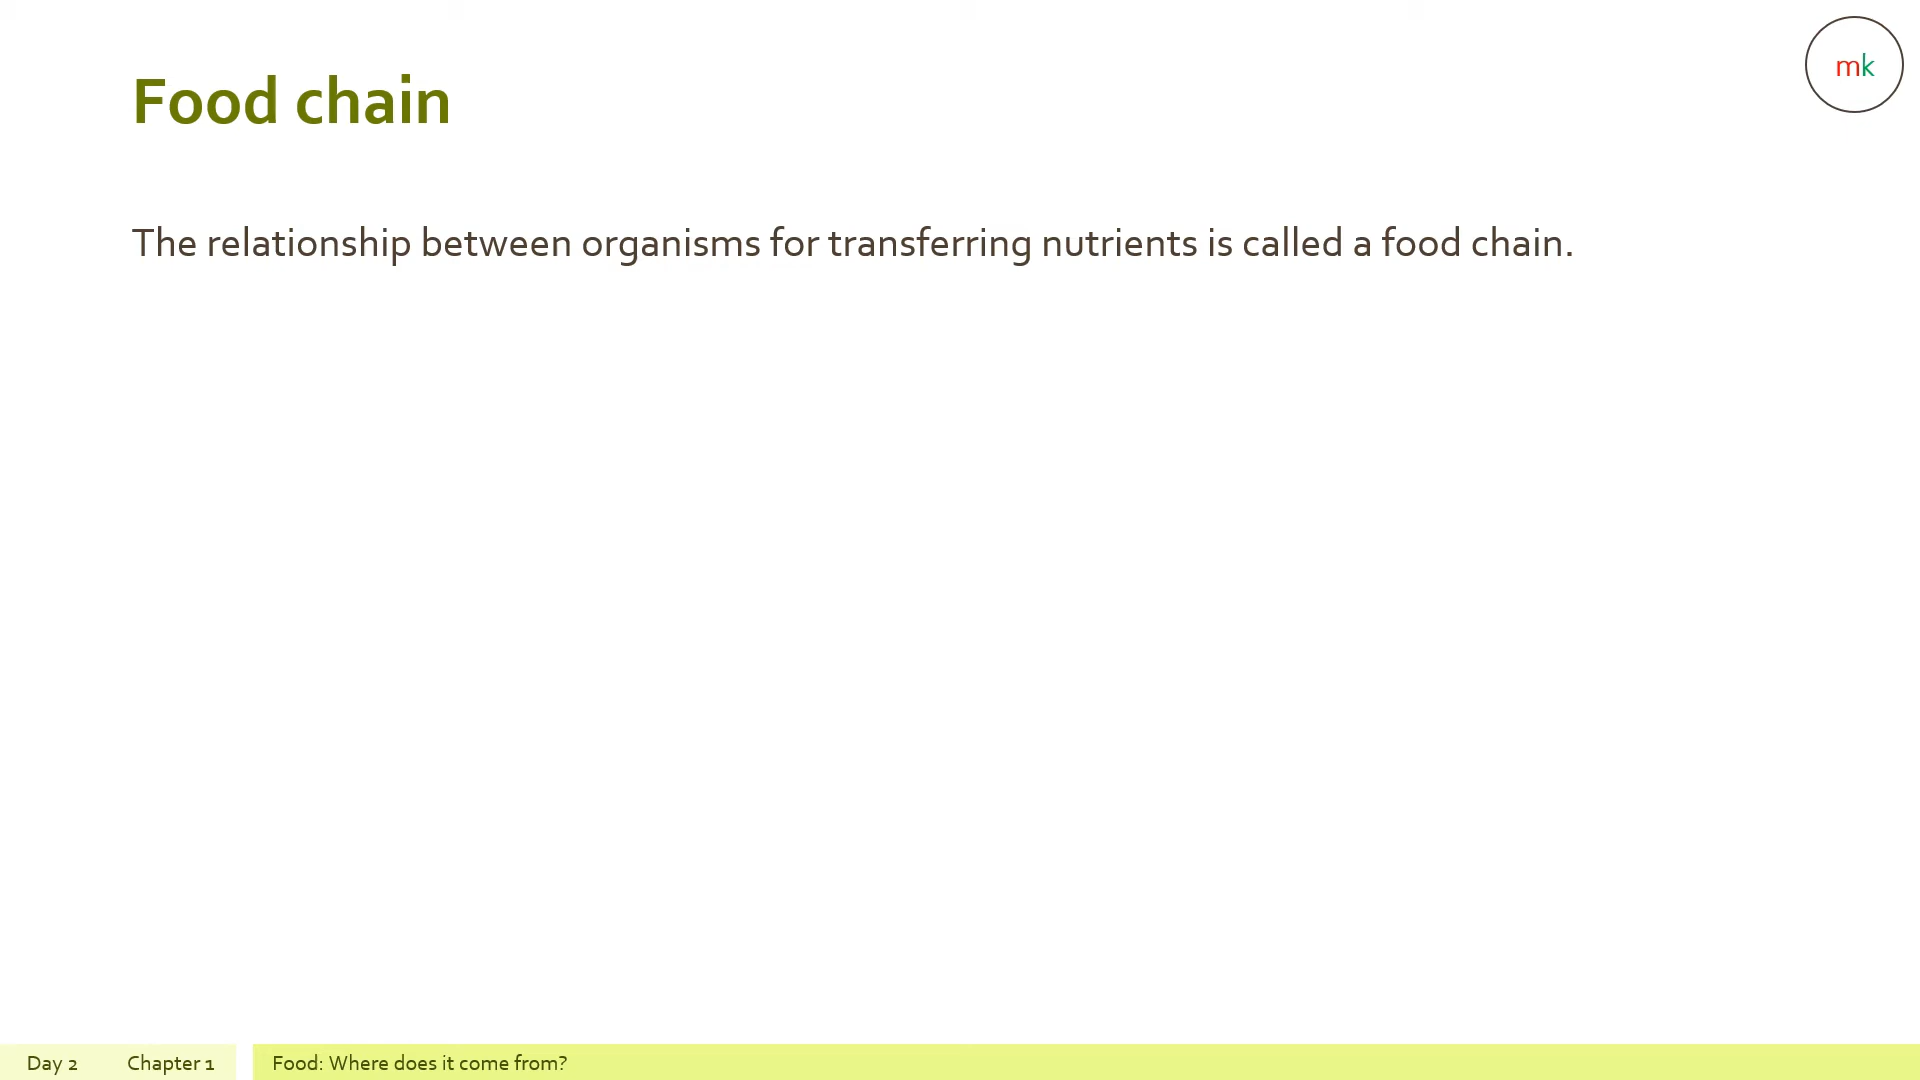 mk
Food chain
The relationship between organisms for transferring nutrients is called a food chain.
Day 2 Chapter 1 Food: Where does it come from?